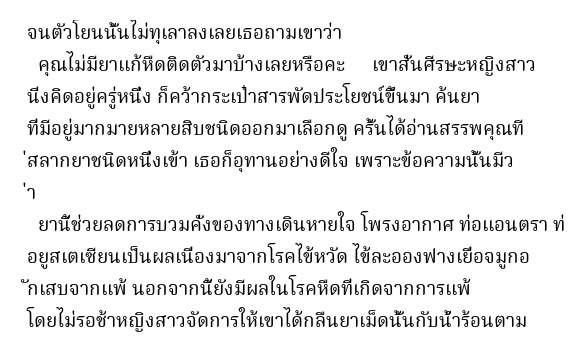 จนตัวโยนนั้นไม่ทุเลาลงเลยเธอถามเขาว่า
คุณไม่มียาแก้หืดติดตัวมาบ้างเลยหรือคะ เขาสั่นศีรษะหญิงสาว
นิ่งคิดอยู่ครู่หนึ่ง ก็คว้ากระเป๋าสารพัดประโยชน์ขึ้นมา ค้นยา
ที่มีอยู่มากมายหลายสิบชนิดออกมาเลือกดู ครั้นได้อ่านสรรพคุณที
่สลากยาชนิดหนึ่งเข้า เธอก็อุทานอย่างดีใจ เพราะข้อความนั้นมีว
่า
ยานี้ช่วยลดการบวมคั่งของทางเดินหายใจ โพรงอากาศ ท่อแอนตรา ท่
อยูสเตเชียนเป็นผลเนื่องมาจากโรคไข้หวัด ไข้ละอองฟางเยื่อจมูกอ
ักเสบจากแพ้ นอกจากนี้ยังมีผลในโรคหืดที่เกิดจากการแพ้
โดยไม่รอช้าหญิงสาวจัดการให้เขาได้กลืนยาเม็ดนั้นกับน้ำร้อนตาม